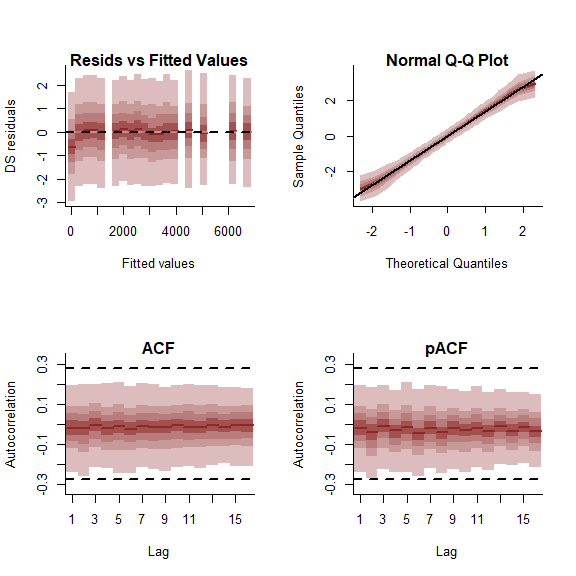 Resids vs Fitted Values
DS residuals
2
1
0
-1
-2
-3
0 2000 4000 6000
Fitted values
Normal Q-Q Plot
Sample Quantiles
2
0
-2
-2 -1 0 1 2
Theoretical Quantiles
ACF
Autocorrelation
0.3
0.1
-0.1
-0.3
1 3 5 7 9 11 15
Lag
pACF
Autocorrelation
0.3
0.1
-0.1
-0.3
1 3 5 7 9 11 15
Lag